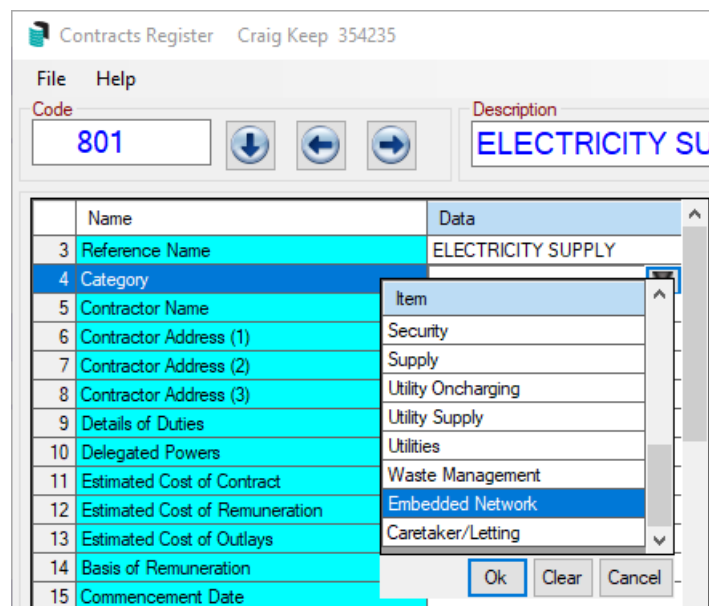 Contracts Register Craig Keep 354235
File Help
Code
801
Description
ELECTRICITY SU
Name Data
3 Reference Name ELECTRICITY SUPPLY
4 Category
5 Contractor Name
6 Contractor Address (1)
7 Contractor Address (2)
8 Contractor Address (3)
9 Details of Duties
10 Delegated Powers
11 Estimated Cost of Contract
12 Estimated Cost of Remuneration
13 Estimated Cost of Outlays
14 Basis of Remuneration
15 Commencement Date
Item
Security
Supply
Utility Oncharging
Utility Supply
Utilities
Waste Management
Embedded Network
Caretaker/Letting
Ok Clear Cancel